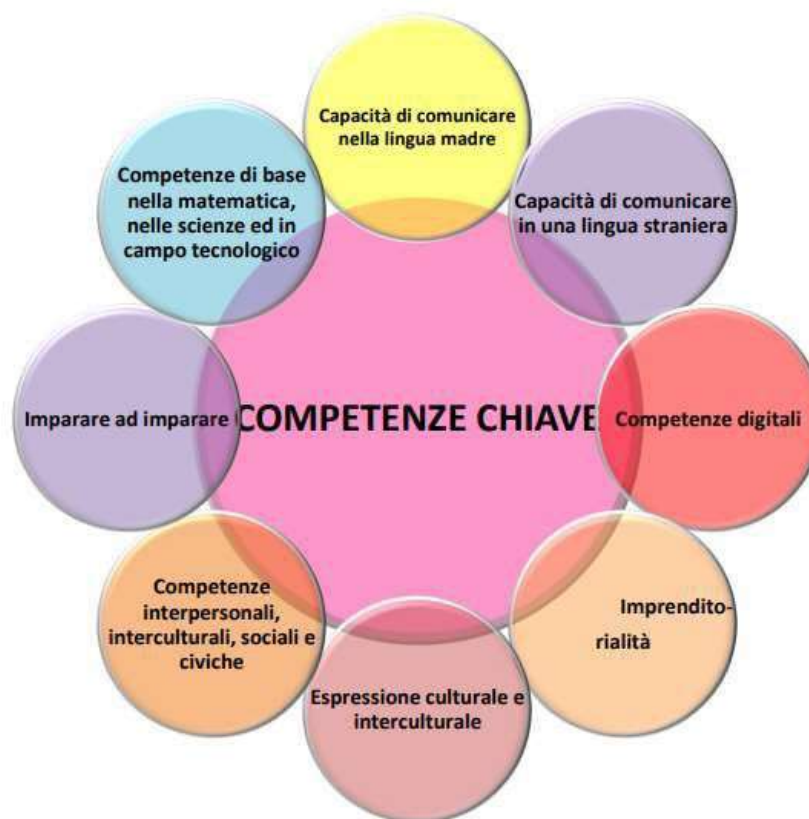 Capacità di comunicare
nella lingua madre
Capacità di comunicare
in una lingua straniera
Competenze digitali
Imprendito-
rialità
Espressione culturale e
interculturale
Competenze
interpersonali,
interculturali, sociali e
civiche
Imparare ad imparare
Competenze di base
nella matematica,
nelle scienze ed in
campo tecnologico
COMPETENZE CHIAVE